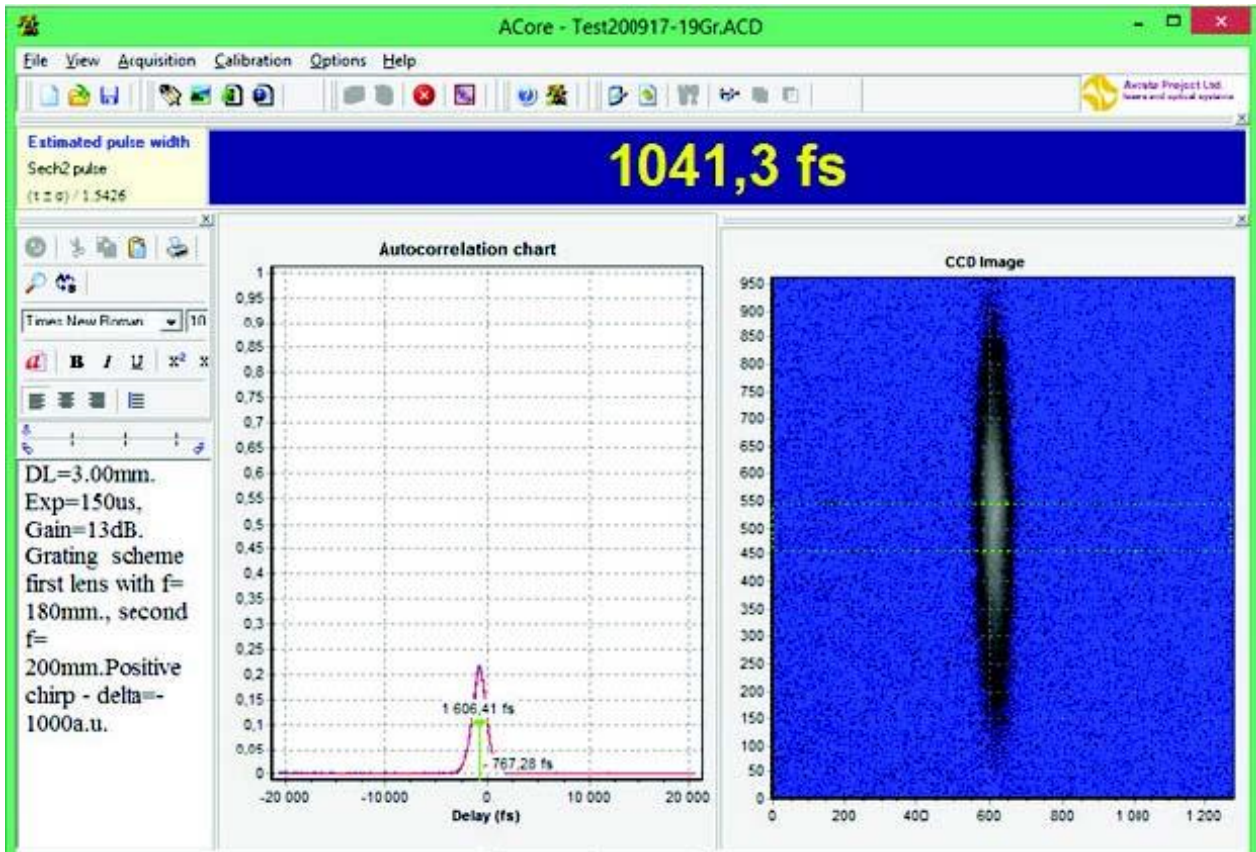 ACore - Test200917-19Gr.ACD
File View Acquisition Calibration Options Help
Avesta Project Ltd.
lasers and optical systems
Estimated pulse width
Sech2 pulse
(τ ± σ) / 1.5426
1041,3 fs
Times New Roman 10
a B I U x² x
DL=3.00mm.
Exp=150us,
Gain=13dB.
Grating scheme
first lens with f=
180mm., second
f=
200mm.Positive
chirp - delta=-
1000a.u.
Autocorrelation chart
1
0,95
0,9
0,85
0,8
0,75
0,7
0,65
0,6
0,55
0,5
0,45
0,4
0,35
0,3
0,25
0,2
0,15
0,1
0,05
0
1 606,41 fs
-767,28 fs
-20 000 -10 000 0 10 000 20 000
Delay (fs)
CCD Image
950
900
850
800
750
700
650
600
550
500
450
400
350
300
250
200
150
100
50
0
0 200 400 600 800 1 000 1 200